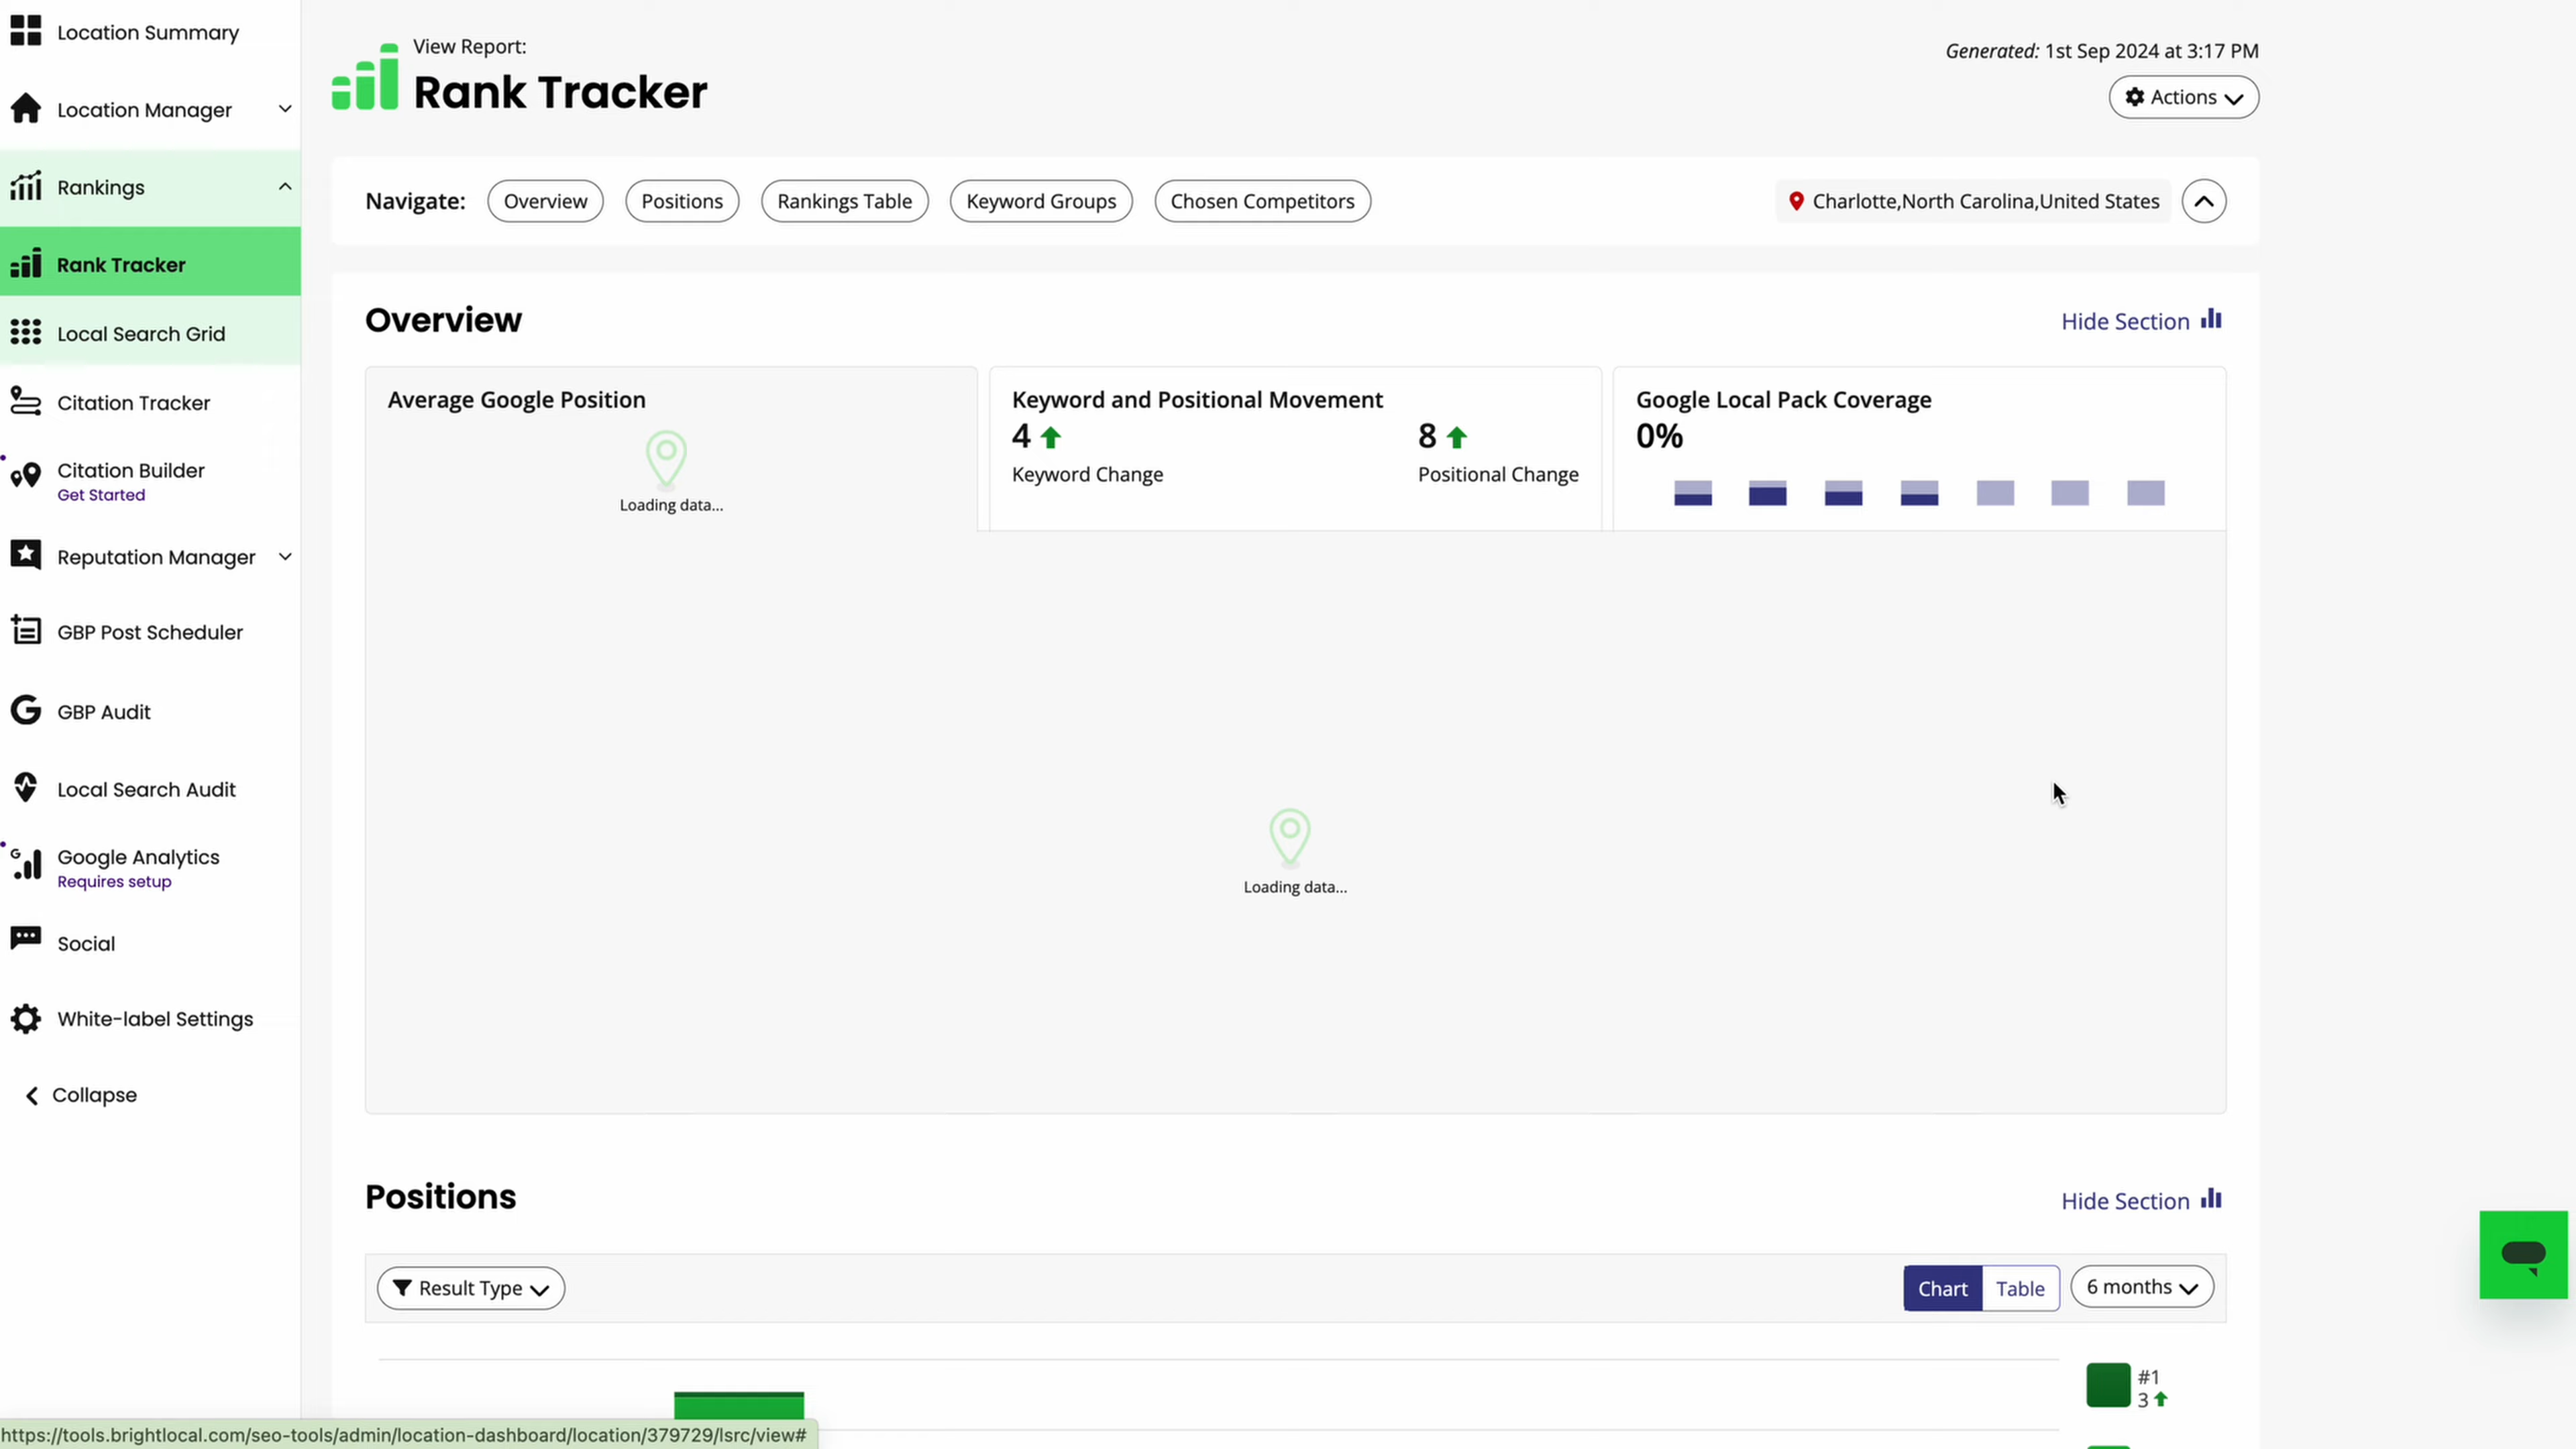 Location Summary
Location Manager
Rankings
Rank Tracker
Local Search Grid
Citation Tracker
Citation Builder
Get Started
Reputation Manager
GBP Post Scheduler
GBP Audit
Local Search Audit
Google Analytics
Requires setup
Social
White-label Settings
Collapse
View Report:
Rank Tracker
Generated: 1st Sep 2024 at 3:17 PM
Actions
Navigate: Overview Positions Rankings Table Keyword Groups Chosen Competitors Charlotte,North Carolina,United States
Overview
Hide Section
Average Google Position
Loading data...
Keyword and Positional Movement
4 8
Keyword Change Positional Change
Google Local Pack Coverage
0%
Loading data...
Positions
Hide Section
Result Type Chart Table 6 months
#1
3
https://tools.brightlocal.com/seo-tools/admin/location-dashboard/location/379729/lsrc/view#